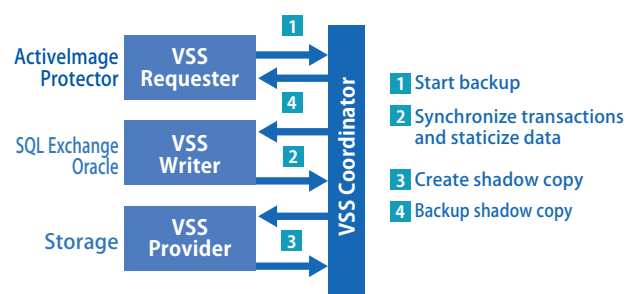 1
ActiveImage
Protector
VSS
Requester
4
SQL Exchange
Oracle
VSS
Writer
2
Storage
VSS
Provider
3
VSS Coordinator
1 Start backup
2 Synchronize transactions
and staticize data
3 Create shadow copy
4 Backup shadow copy